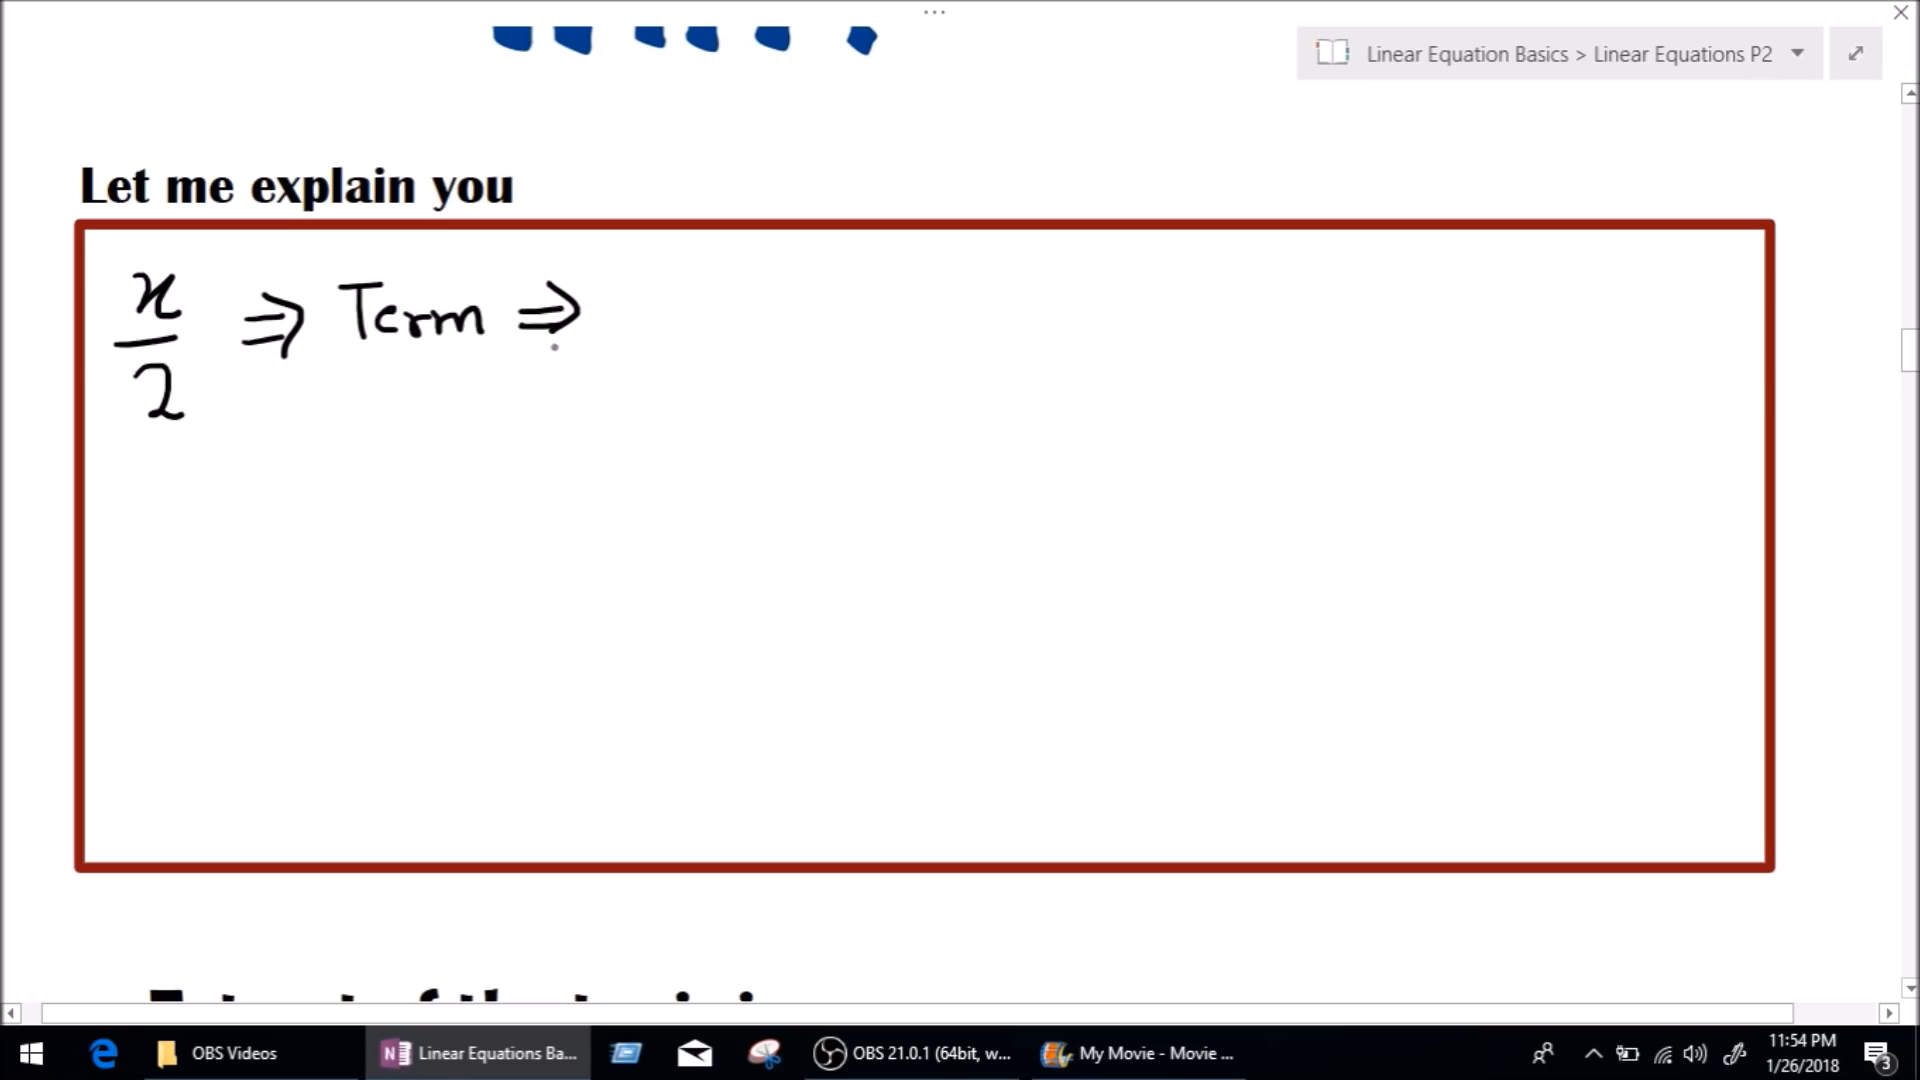 Linear Equation Basics > Linear Equations P2
Let me explain you
x/2 ⇒ Term ⇒
OBS Videos
Linear Equations Ba...
OBS 21.0.1 (64bit, w...
My Movie - Movie ...
11:54 PM
1/26/2018
3